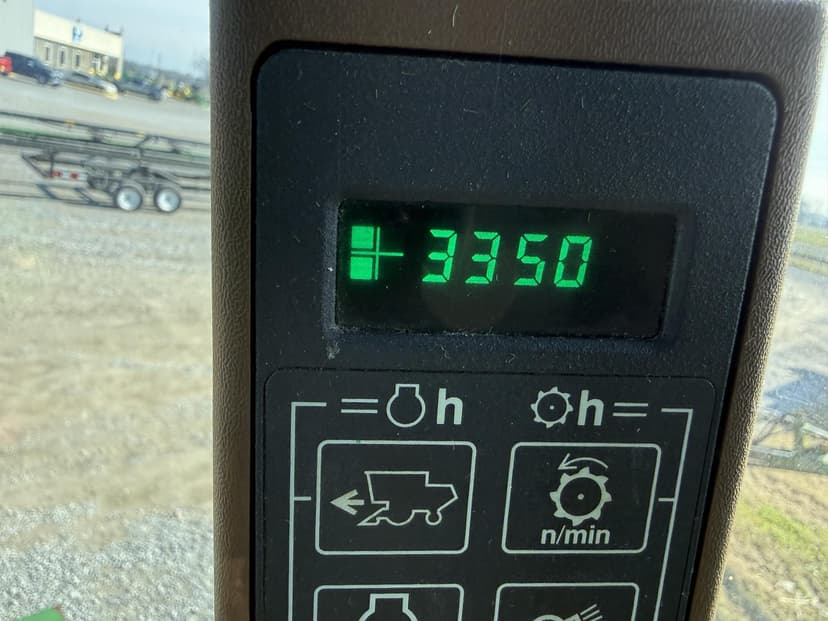 3350
= h h =
n/min